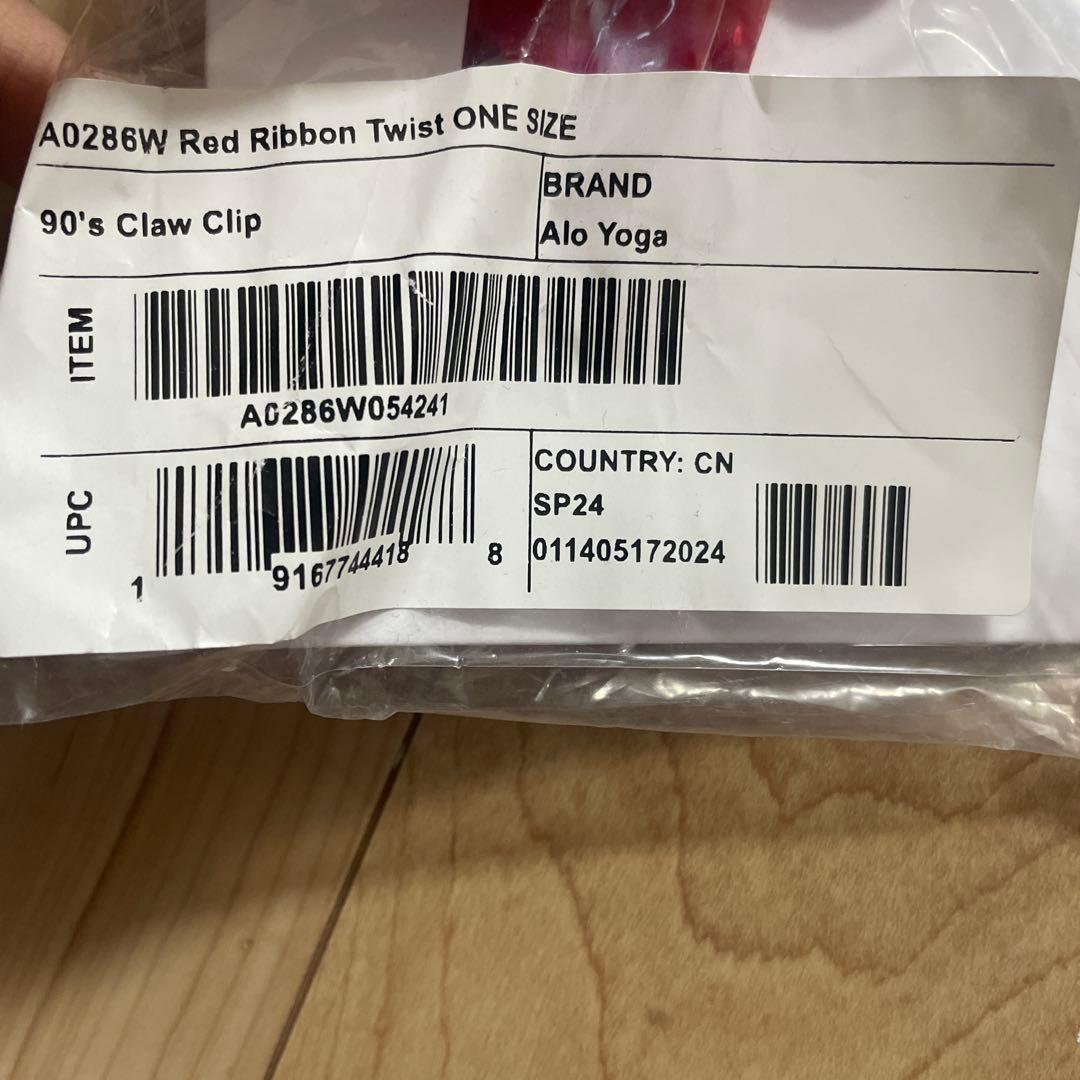 A0286W Red Ribbon Twist ONE SIZE
90's Claw Clip
BRAND
Alo Yoga
ITEM
A0286W054241
UPC
1 9167744418 8
COUNTRY: CN
SP24
011405172024